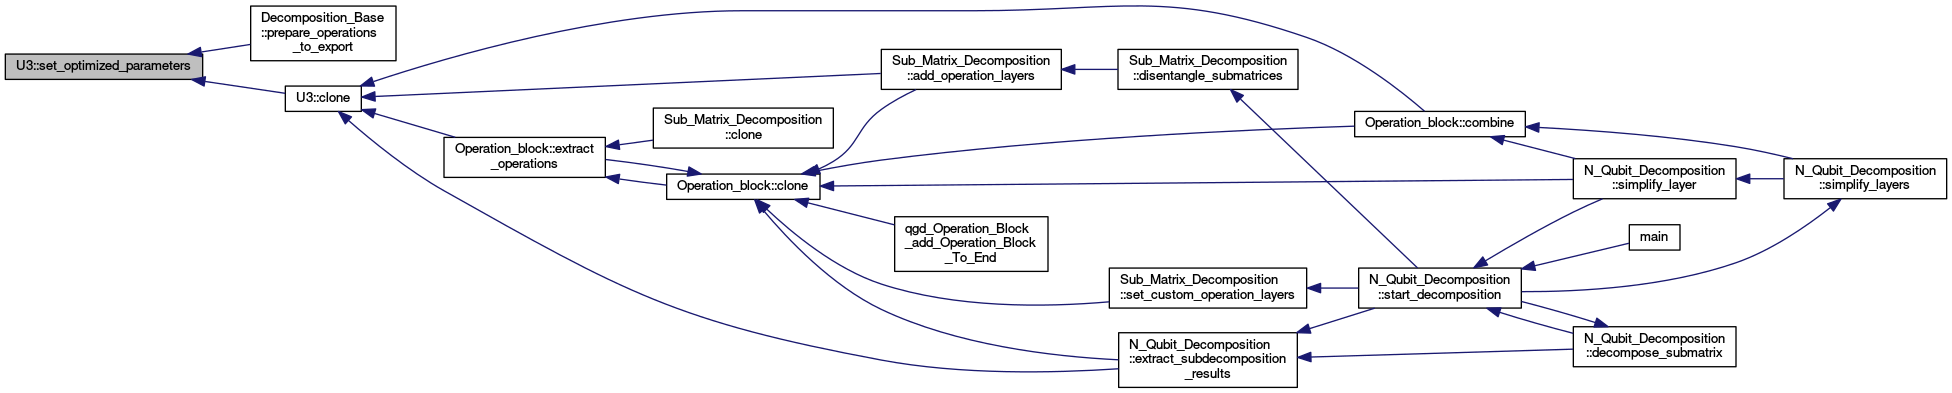 Decomposition_Base
::prepare_operations
_to_export
U3::set_optimized_parameters
U3::clone
Sub_Matrix_Decomposition
::add_operation_layers
Sub_Matrix_Decomposition
::disentangle_submatrices
Sub_Matrix_Decomposition
::clone
Operation_block::extract
_operations
Operation_block::clone
Operation_block::combine
N_Qubit_Decomposition
::simplify_layer
N_Qubit_Decomposition
::simplify_layers
qgd_Operation_Block
_add_Operation_Block
_To_End
main
Sub_Matrix_Decomposition
::set_custom_operation_layers
N_Qubit_Decomposition
::start_decomposition
N_Qubit_Decomposition
::extract_subdecomposition
_results
N_Qubit_Decomposition
::decompose_submatrix